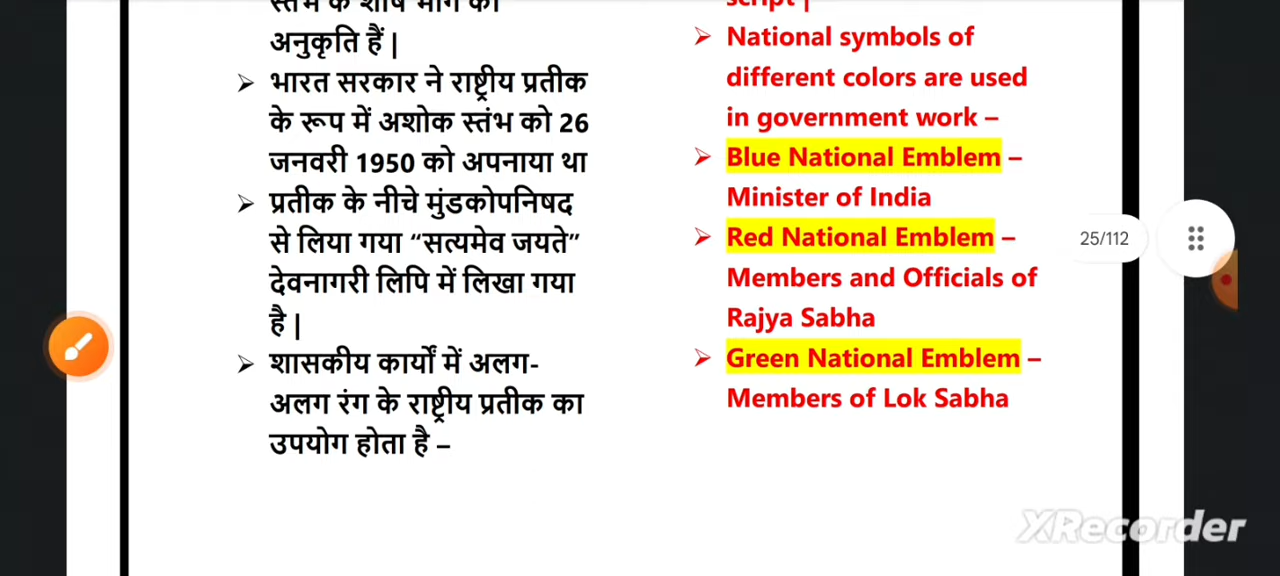 स्तंभ के शीर्ष भाग की
अनुकृति हैं |
➢ भारत सरकार ने राष्ट्रीय प्रतीक
के रूप में अशोक स्तंभ को 26
जनवरी 1950 को अपनाया था
➢ प्रतीक के नीचे मुंडकोपनिषद
से लिया गया “सत्यमेव जयते”
देवनागरी लिपि में लिखा गया
है |
➢ शासकीय कार्यों में अलग-
अलग रंग के राष्ट्रीय प्रतीक का
उपयोग होता है –
script |
➢ National symbols of
different colors are used
in government work –
➢ Blue National Emblem –
Minister of India
➢ Red National Emblem –
Members and Officials of
Rajya Sabha
➢ Green National Emblem –
Members of Lok Sabha
25/112
XRecorder